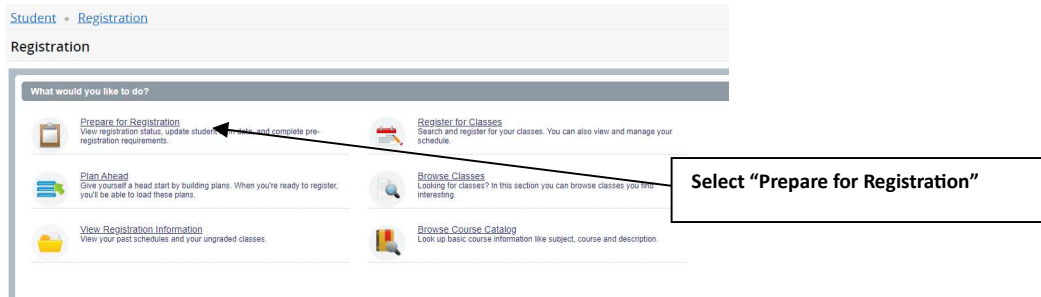 Student • Registration
Registration
What would you like to do?
Prepare for Registration
View registration status, update student term data, and complete pre-
registration requirements.
Register for Classes
Search and register for your classes. You can also view and manage your
schedule.
Plan Ahead
Give yourself a head start by building plans. When you're ready to register,
you'll be able to load these plans.
Browse Classes
Looking for classes? In this section you can browse classes you find
interesting.
View Registration Information
View your past schedules and your ungraded classes.
Browse Course Catalog
Look up basic course information like subject, course and description.
Select “Prepare for Registration”